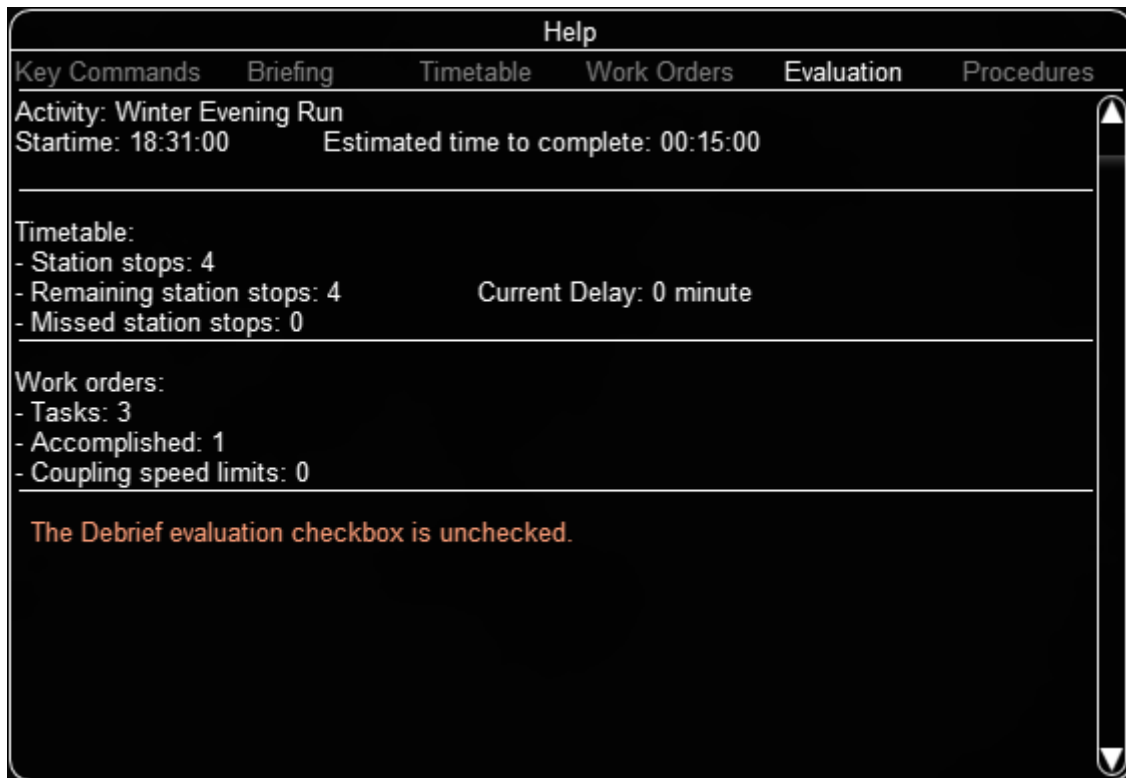 Help
Key Commands Briefing Timetable Work Orders Evaluation Procedures
Activity: Winter Evening Run
Startime: 18:31:00 Estimated time to complete: 00:15:00
Timetable:
- Station stops: 4
- Remaining station stops: 4 Current Delay: 0 minute
- Missed station stops: 0
Work orders:
- Tasks: 3
- Accomplished: 1
- Coupling speed limits: 0
The Debrief evaluation checkbox is unchecked.